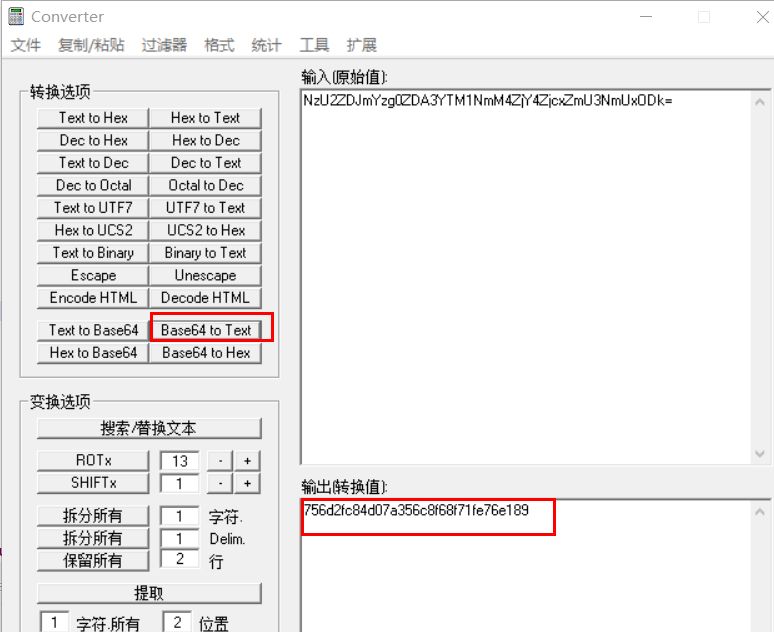 Converter
文件 复制/粘贴 过滤器 格式 统计 工具 扩展
转换选项
Text to Hex Hex to Text
Dec to Hex Hex to Dec
Text to Dec Dec to Text
Dec to Octal Octal to Dec
Text to UTF7 UTF7 to Text
Hex to UCS2 UCS2 to Hex
Text to Binary Binary to Text
Escape Unescape
Encode HTML Decode HTML
Text to Base64 Base64 to Text
Hex to Base64 Base64 to Hex
变换选项
搜索/替换文本
ROTx 13 - +
SHIFTx 1 - +
拆分所有 1 字符.
拆分所有 1 Delim.
保留所有 2 行
提取
1 字符.所有 2 位置
输入(原始值):
NzU2ZDJmYzg0ZDA3YTM1NmM4ZjY4ZjcxZmU3NmUxODk=
输出(转换值):
756d2fc84d07a356c8f68f71fe76e189